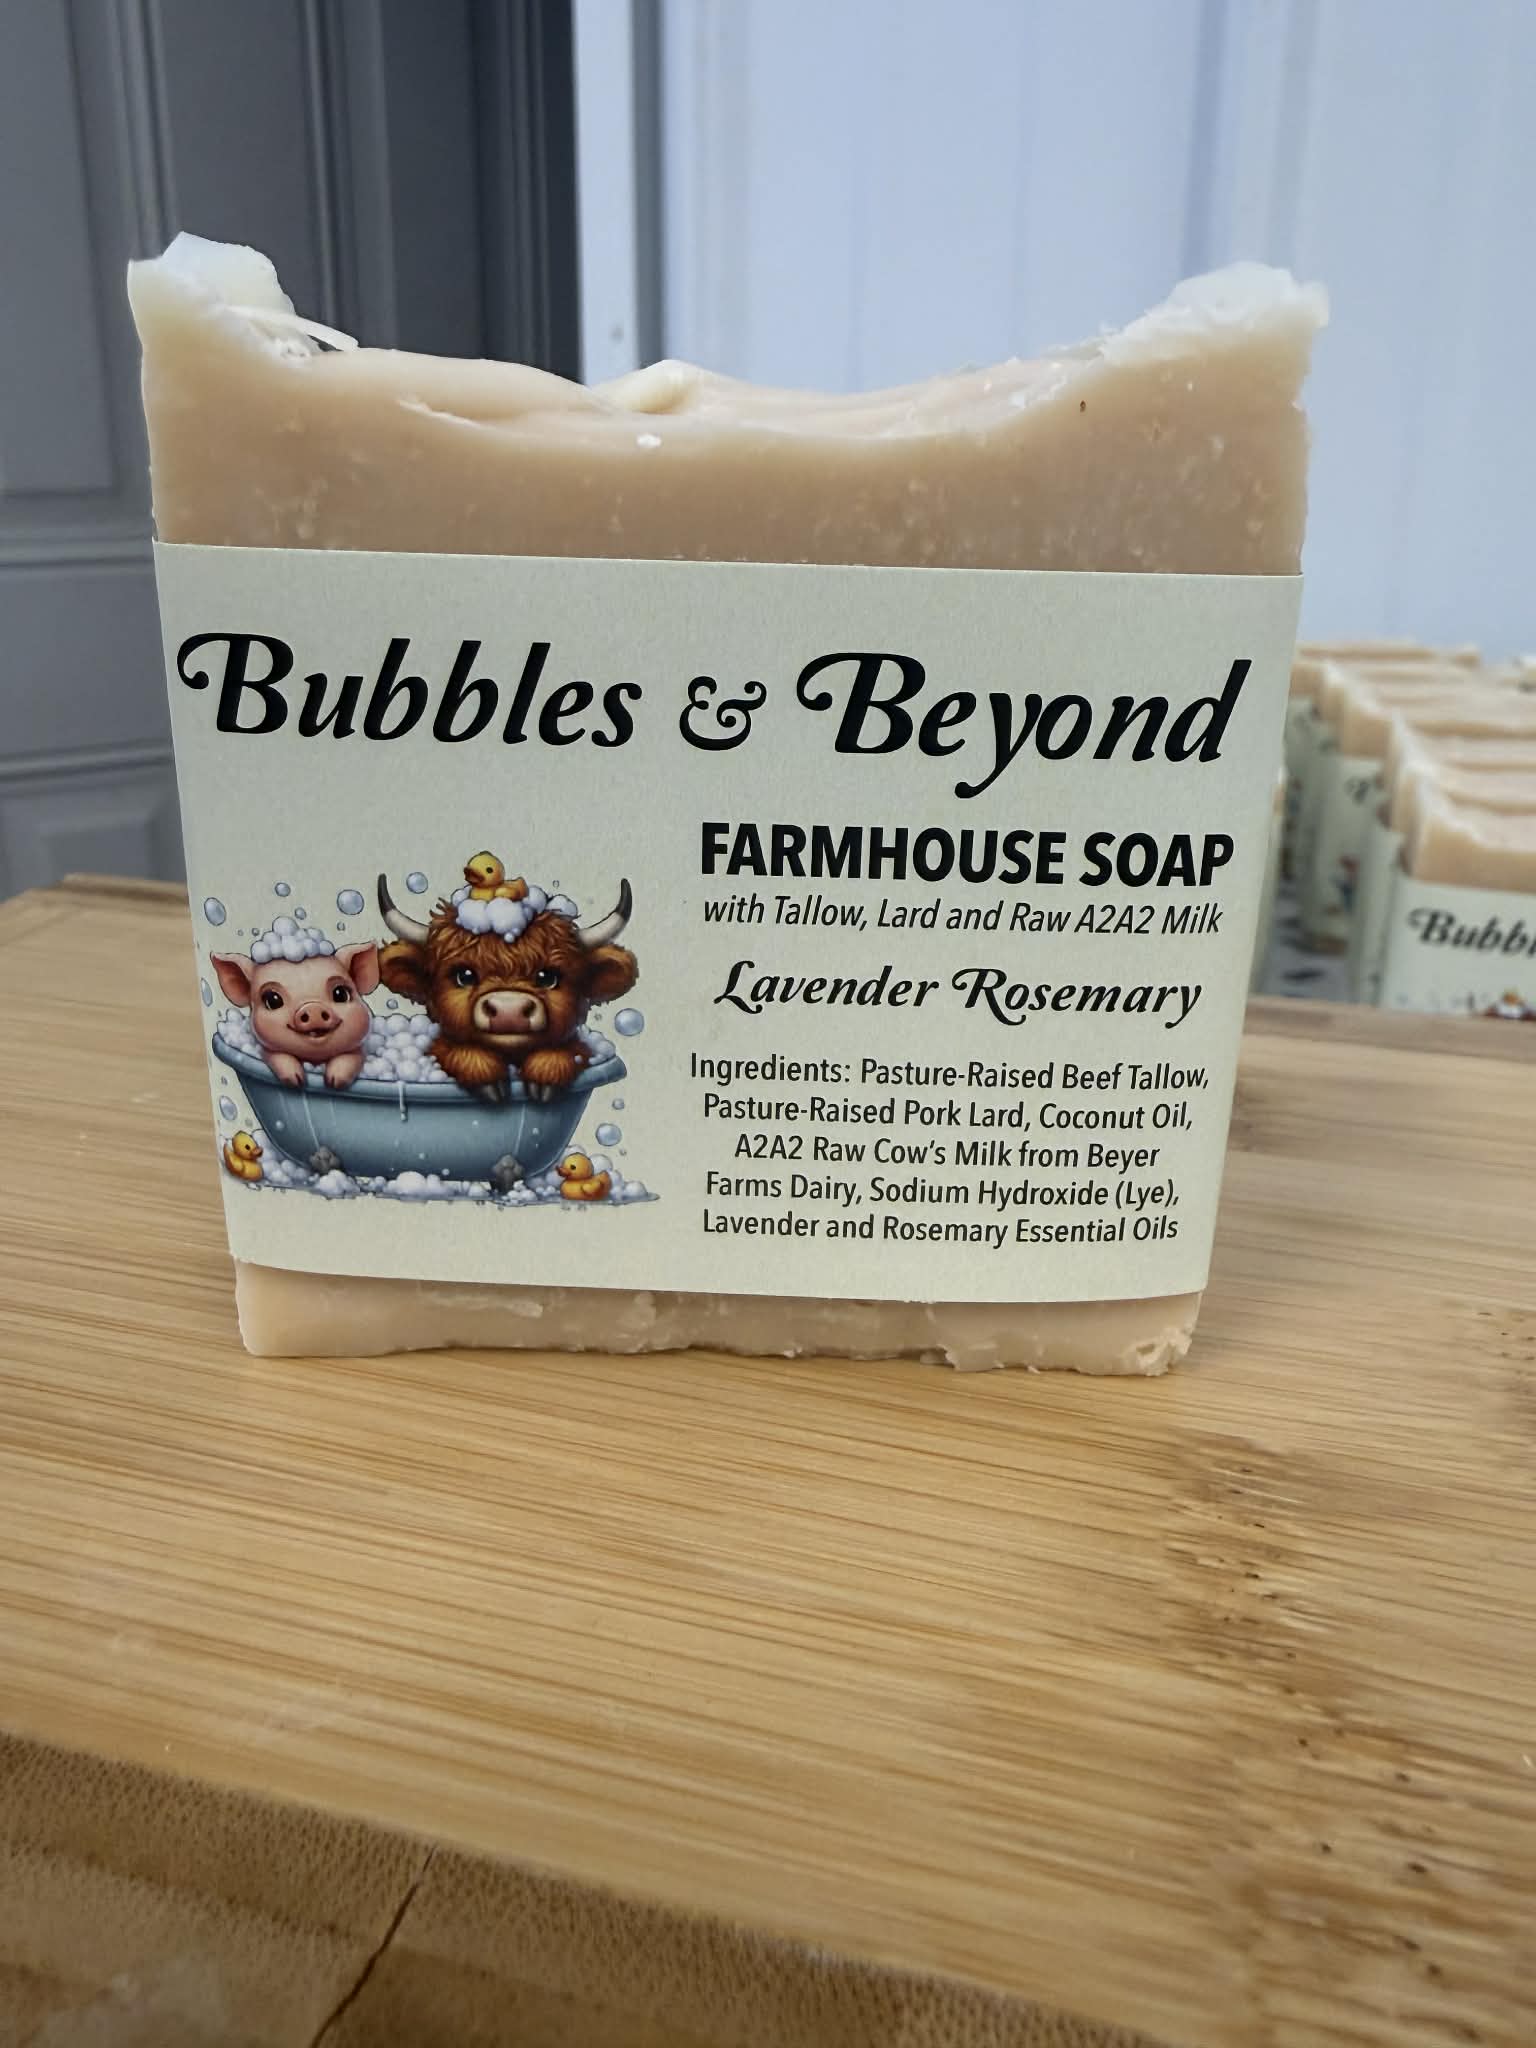 Bubbles & Beyond
FARMHOUSE SOAP
with Tallow, Lard and Raw A2A2 Milk
Lavender Rosemary
Ingredients: Pasture-Raised Beef Tallow,
Pasture-Raised Pork Lard, Coconut Oil,
A2A2 Raw Cow's Milk from Beyer
Farms Dairy, Sodium Hydroxide (Lye),
Lavender and Rosemary Essential Oils
Bubbl